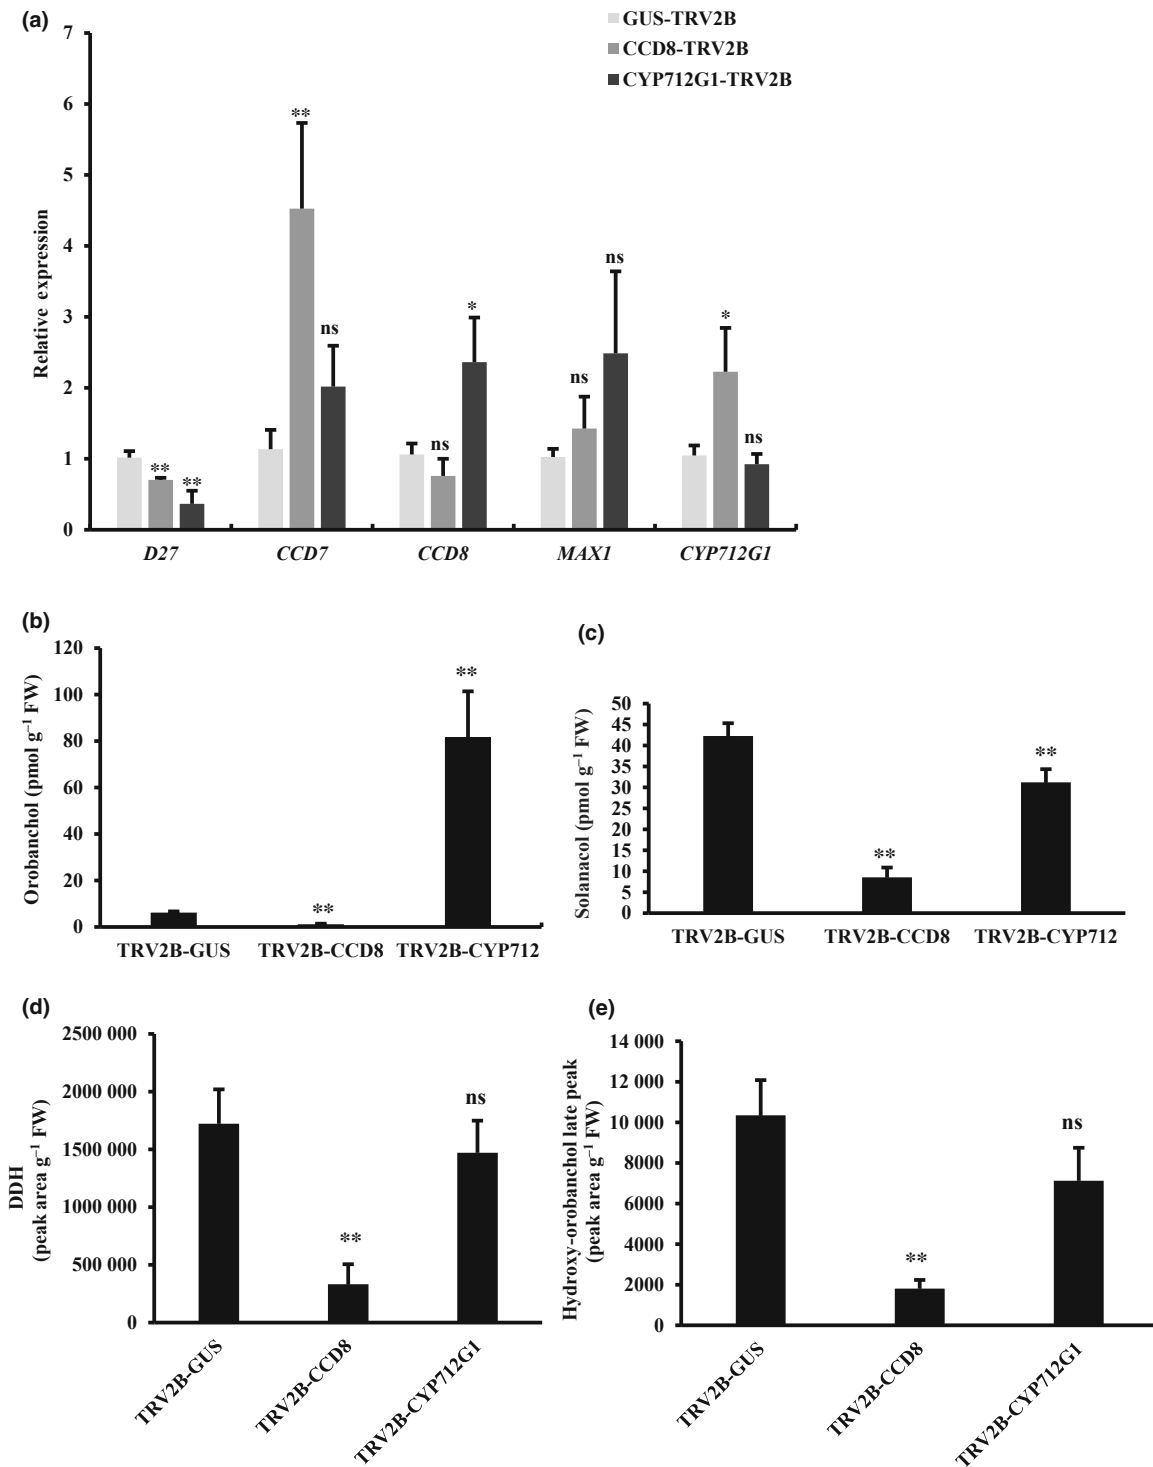 (a)
GUS-TRV2B
CCD8-TRV2B
CYP712G1-TRV2B
Relative expression
7
6
5
4
3
2
1
0
** ** ** ns ns * ns ns * ns
D27 CCD7 CCD8 MAX1 CYP712G1
(b)
Orobanchol (pmol g⁻¹ FW)
120
100
80
60
40
20
0
** **
TRV2B-GUS TRV2B-CCD8 TRV2B-CYP712
(c)
Solanacol (pmol g⁻¹ FW)
50
45
40
35
30
25
20
15
10
5
0
** **
TRV2B-GUS TRV2B-CCD8 TRV2B-CYP712
(d)
DDH
(peak area g⁻¹ FW)
2500 000
2000 000
1500 000
1000 000
500 000
0
** ns
TRV2B-GUS TRV2B-CCD8 TRV2B-CYP712G1
(e)
Hydroxy-orobanchol late peak
(peak area g⁻¹ FW)
14 000
12 000
10 000
8000
6000
4000
2000
0
** ns
TRV2B-GUS TRV2B-CCD8 TRV2B-CYP712G1